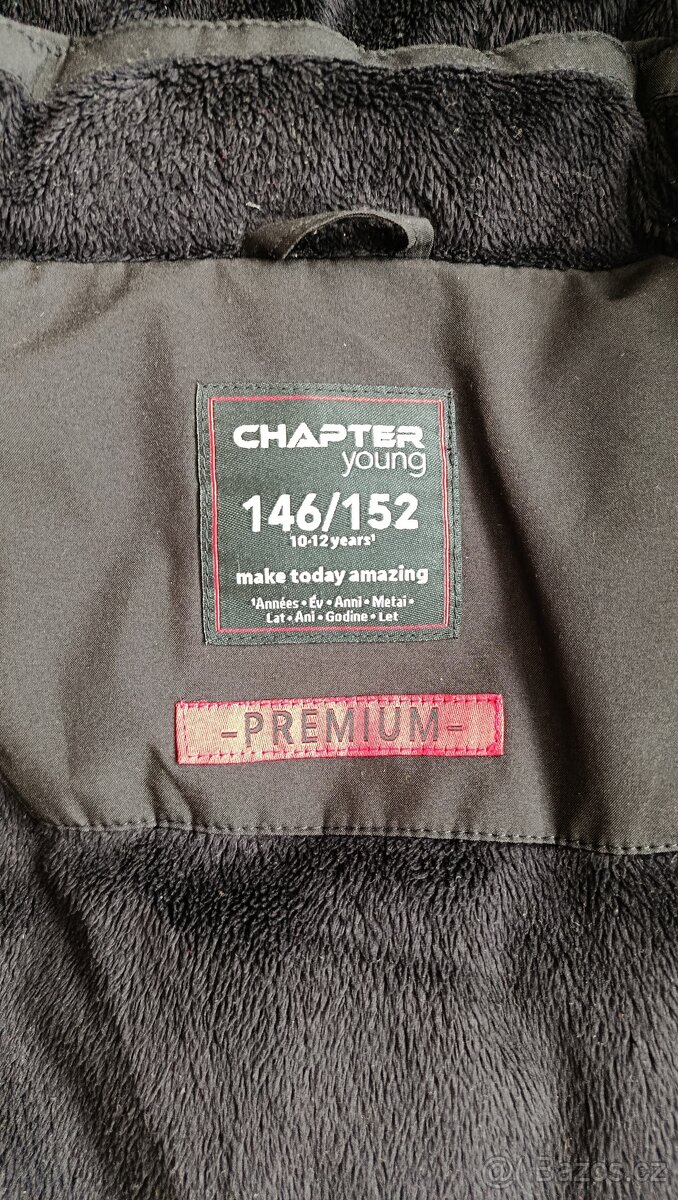 CHAPTER
young
146/152
10-12 years¹
make today amazing
¹Années • Év • Anni • Metai •
Lat • Ani • Godine • Let
-PREMIUM-
Bazos.cz